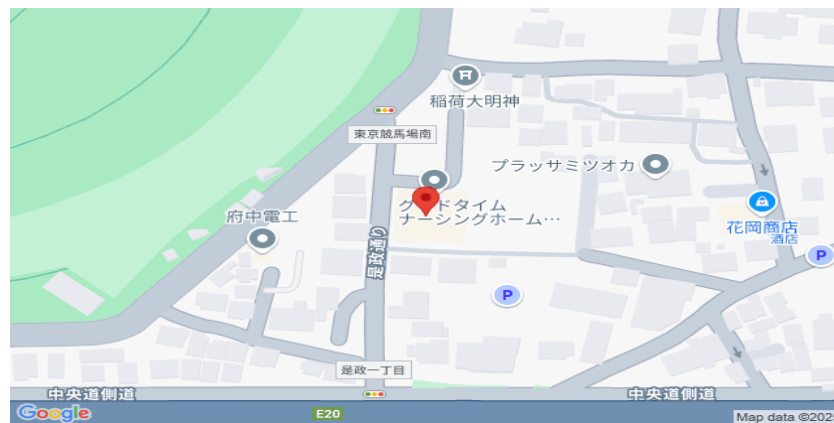 稲荷大明神
東京競馬場南
プラッサミツオカ
グッドタイム
ナーシングホーム…
府中電工
花岡商店
酒店
是政通り
P
P
是政一丁目
中央道側道
中央道側道
Google
E20
Map data ©202